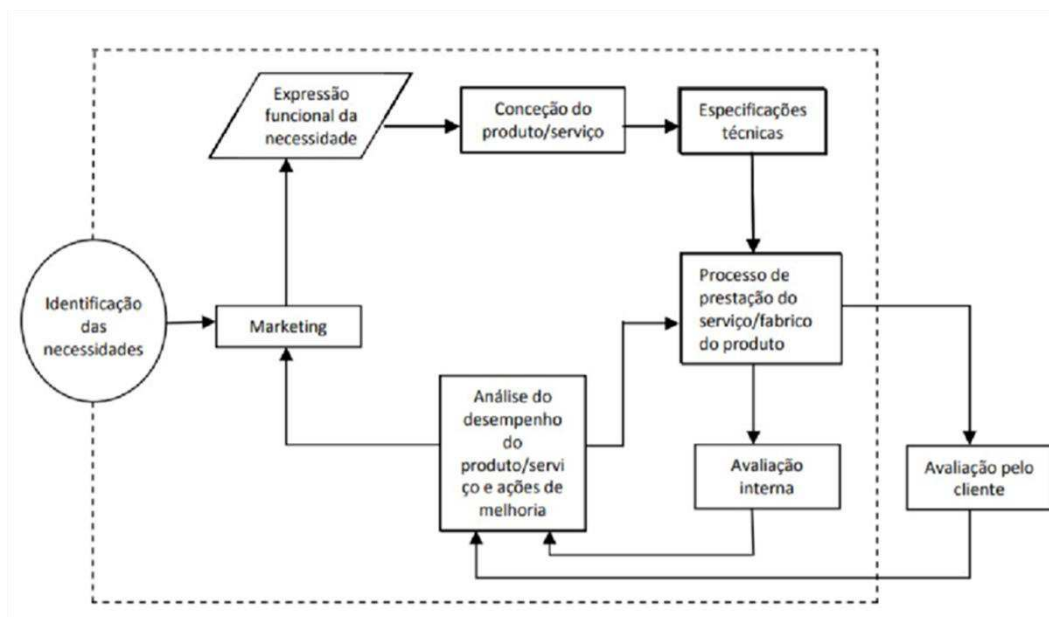 Expressão
funcional da
necessidade
Conceção do
produto/serviço
Especificações
técnicas
Identificação
das
necessidades
Marketing
Processo de
prestação do
serviço/fabrico
do produto
Análise do
desempenho
do
produto/servi
ço e ações de
melhoria
Avaliação
interna
Avaliação pelo
cliente